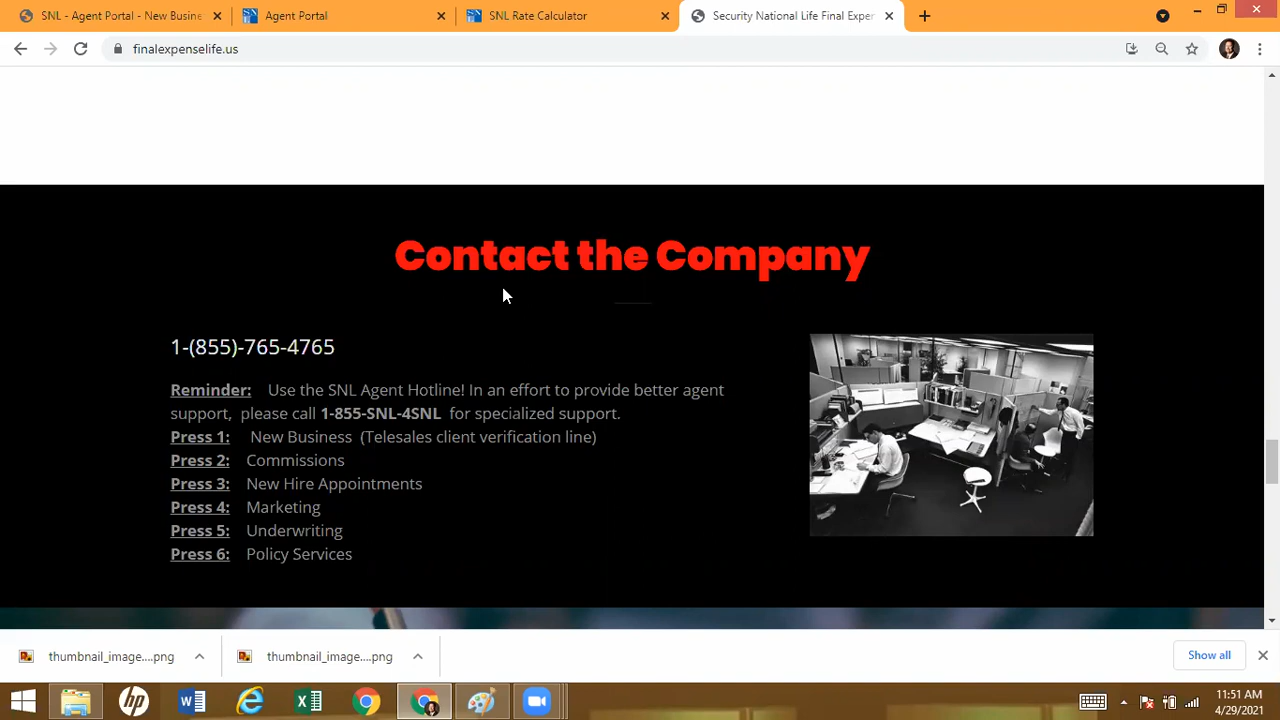 SNL - Agent Portal - New Busine
Agent Portal
SNL Rate Calculator
Security National Life Final Exper
finalexpenselife.us
Contact the Company
1-(855)-765-4765
Reminder: Use the SNL Agent Hotline! In an effort to provide better agent
support, please call 1-855-SNL-4SNL for specialized support.
Press 1: New Business (Telesales client verification line)
Press 2: Commissions
Press 3: New Hire Appointments
Press 4: Marketing
Press 5: Underwriting
Press 6: Policy Services
thumbnail_image....png
thumbnail_image....png
Show all
11:51 AM
4/29/2021